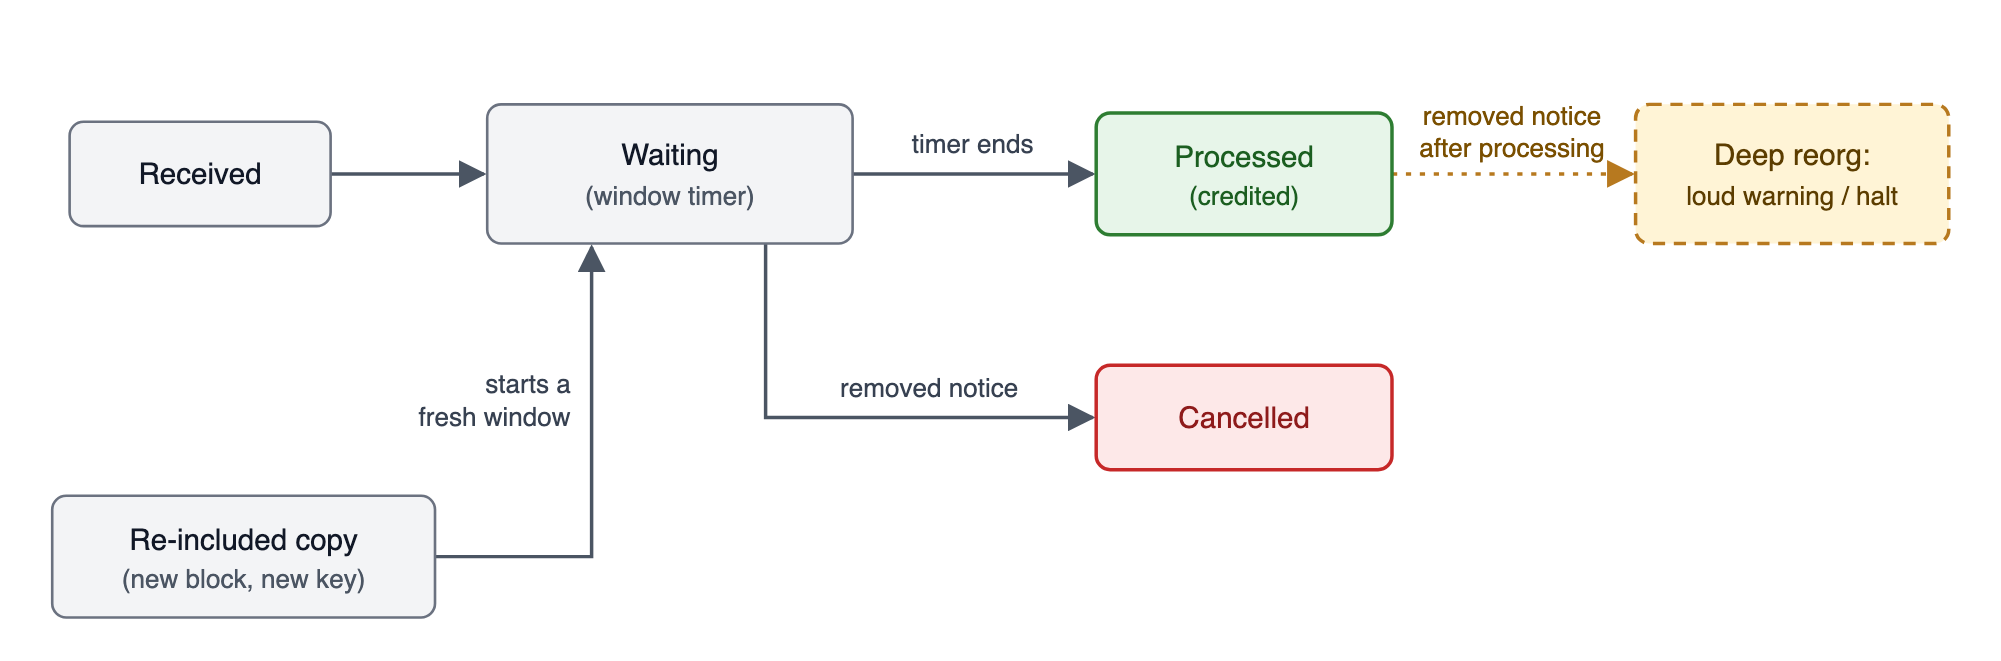 Received
Waiting
(window timer)
timer ends
Processed
(credited)
removed notice
after processing
Deep reorg:
loud warning / halt
starts a
fresh window
removed notice
Cancelled
Re-included copy
(new block, new key)